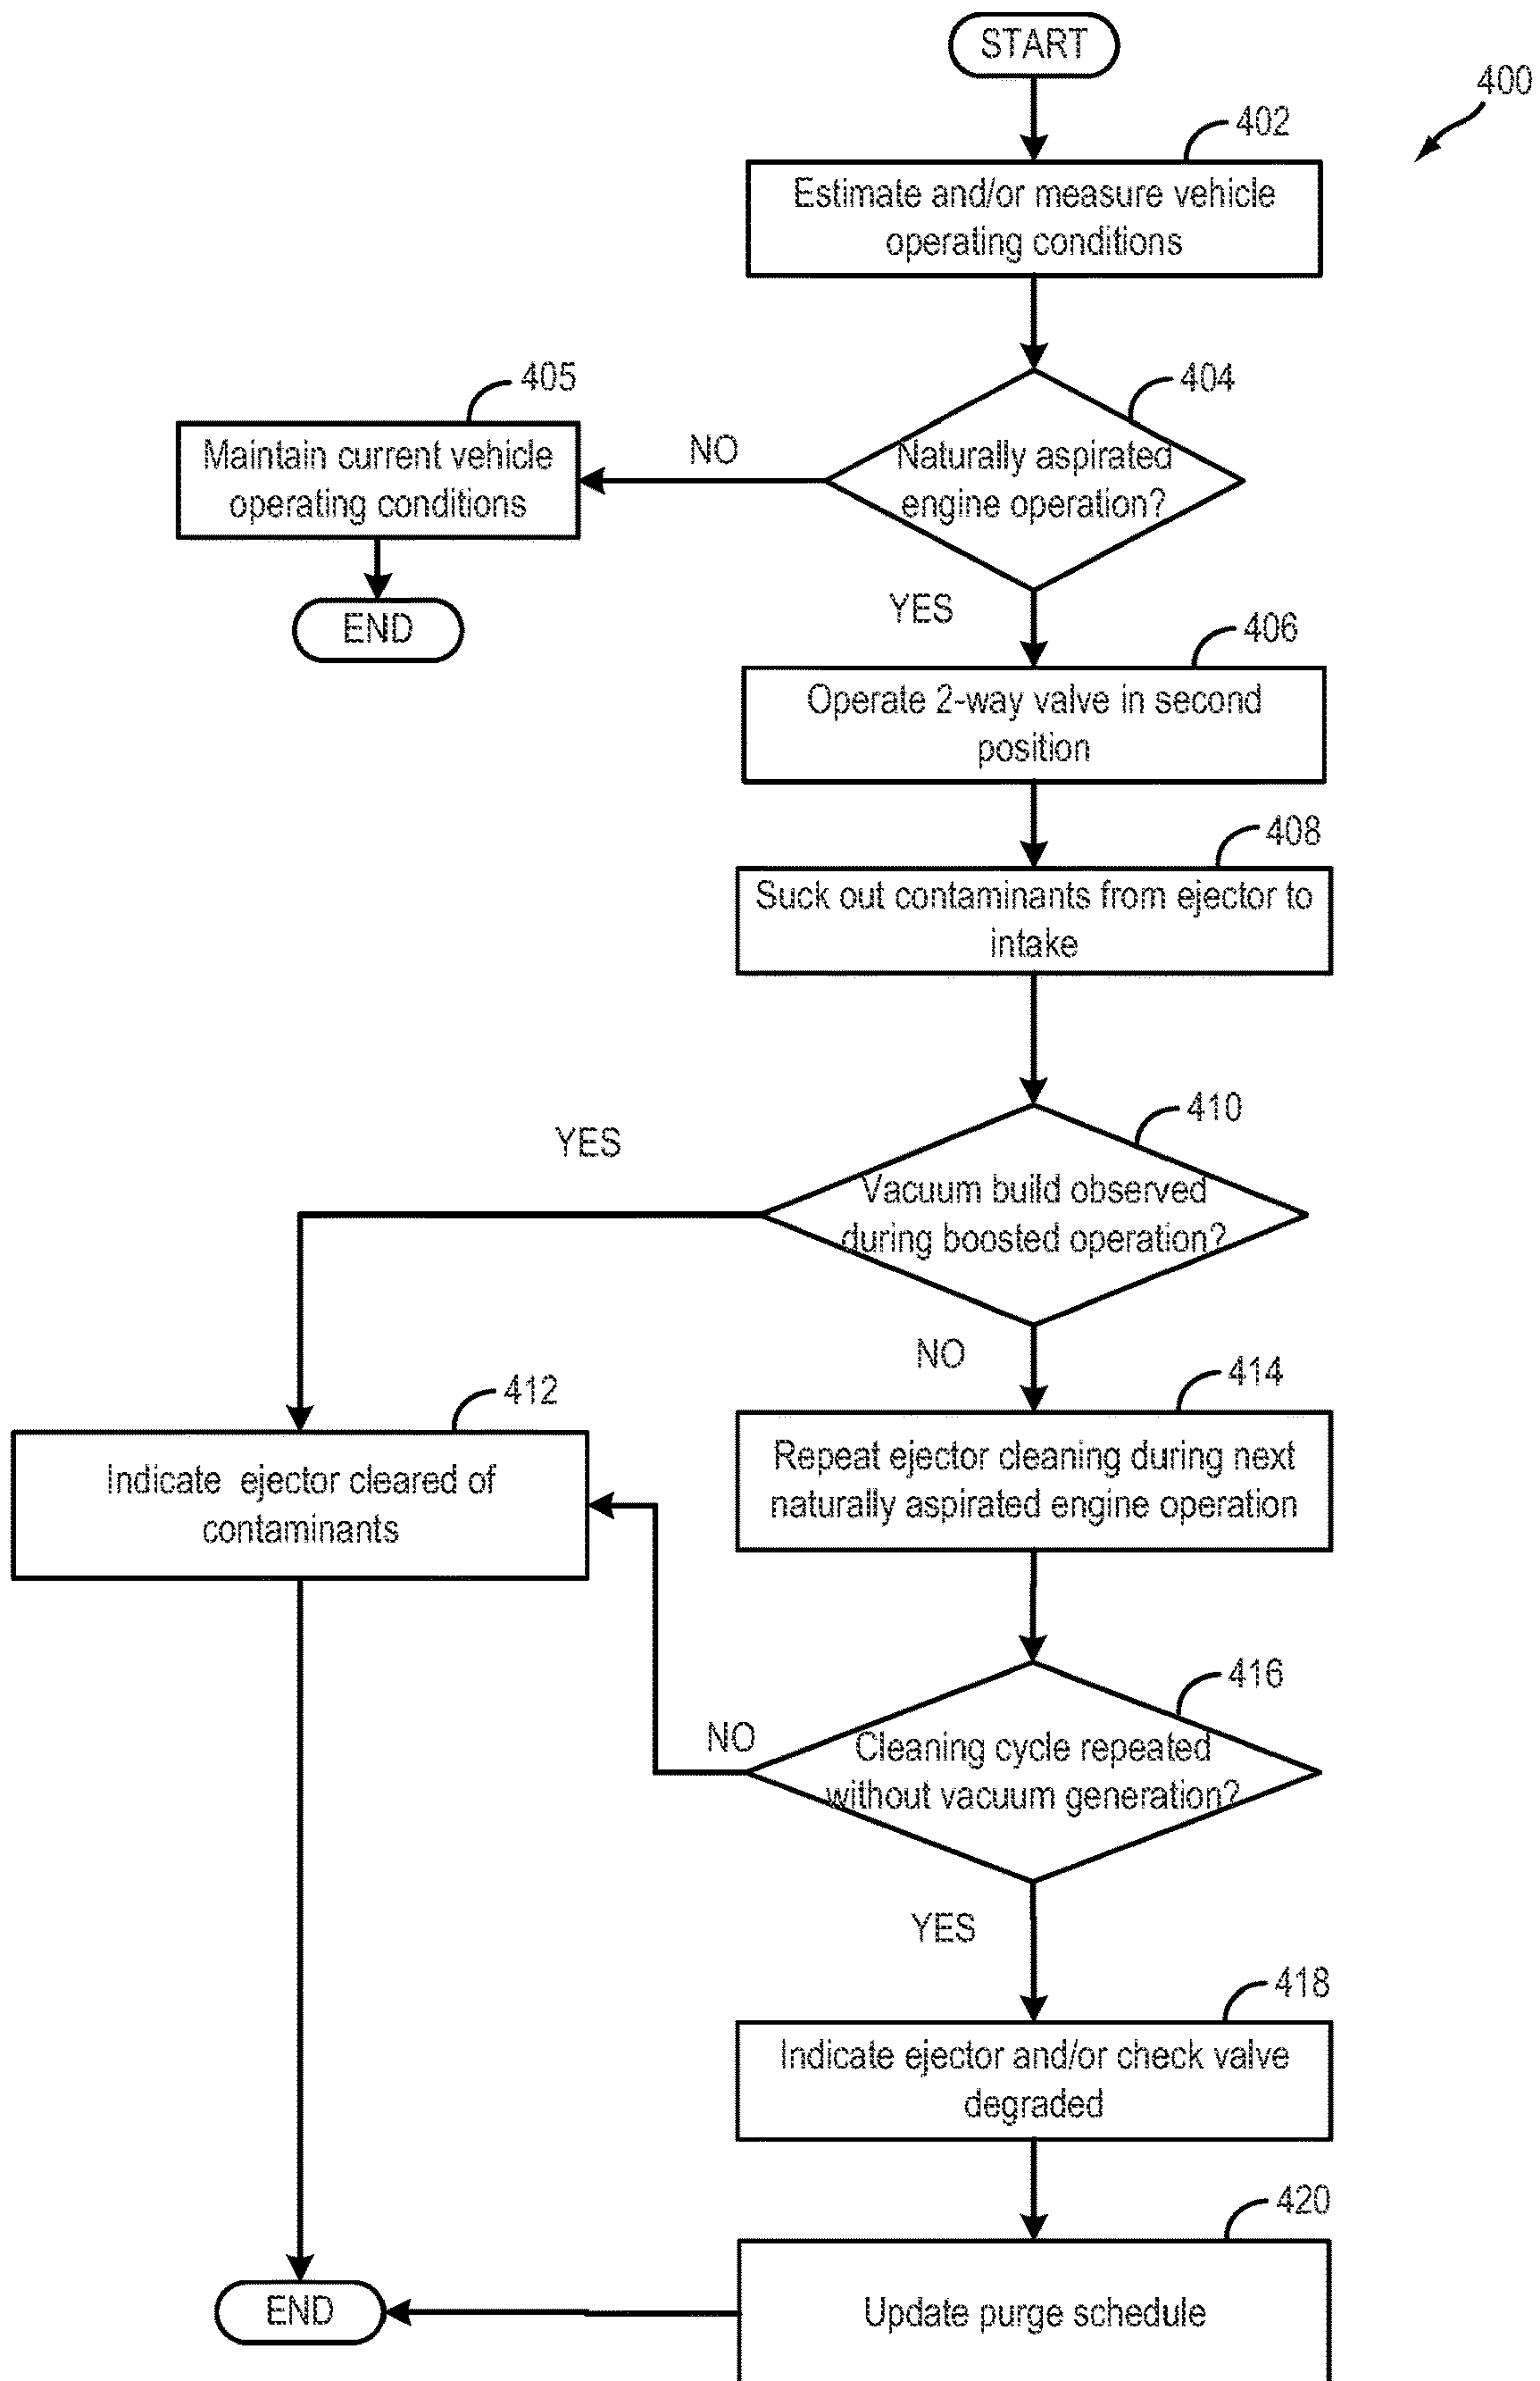 START
400
402
Estimate and/or measure vehicle
operating conditions
404
Naturally aspirated
engine operation?
NO
405
Maintain current vehicle
operating conditions
END
YES
406
Operate 2-way valve in second
position
408
Suck out contaminants from ejector to
intake
410
Vacuum build observed
during boosted operation?
YES
NO
412
Indicate ejector cleared of
contaminants
414
Repeat ejector cleaning during next
naturally aspirated engine operation
416
Cleaning cycle repeated
without vacuum generation?
NO
YES
418
Indicate ejector and/or check valve
degraded
420
Update purge schedule
END